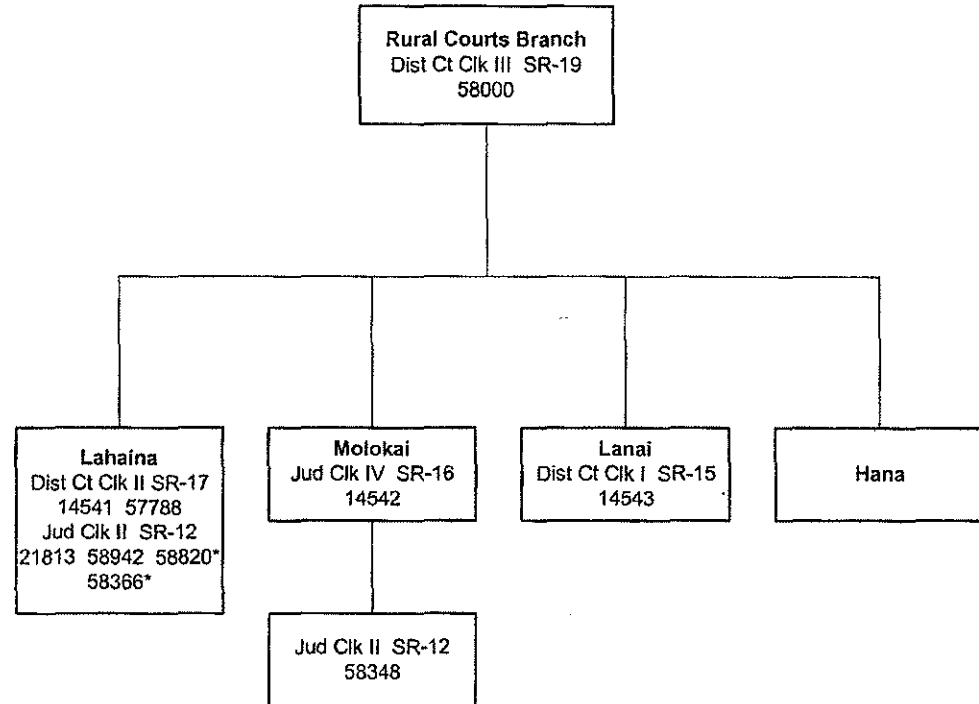 Rural Courts Branch
Dist Ct Clk III SR-19
58000
Lahaina
Dist Ct Clk II SR-17
14541 57788
Jud Clk II SR-12
21813 58942 58820*
58366*
Molokai
Jud Clk IV SR-16
14542
Jud Clk II SR-12
58348
Lanai
Dist Ct Clk I SR-15
14543
Hana